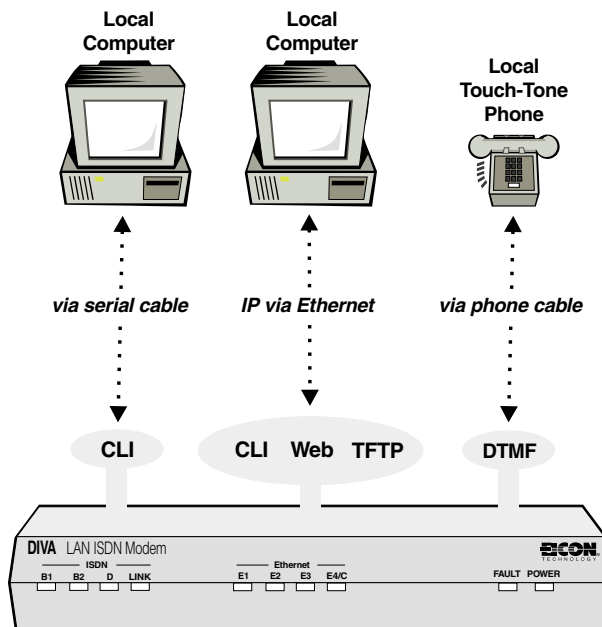 Local
Computer
Local
Computer
Local
Touch-Tone
Phone
via serial cable
IP via Ethernet
via phone cable
CLI
CLI Web TFTP
DTMF
DIVA LAN ISDN Modem
EICON
TECHNOLOGY
ISDN
B1 B2 D LINK
Ethernet
E1 E2 E3 E4/C
FAULT POWER